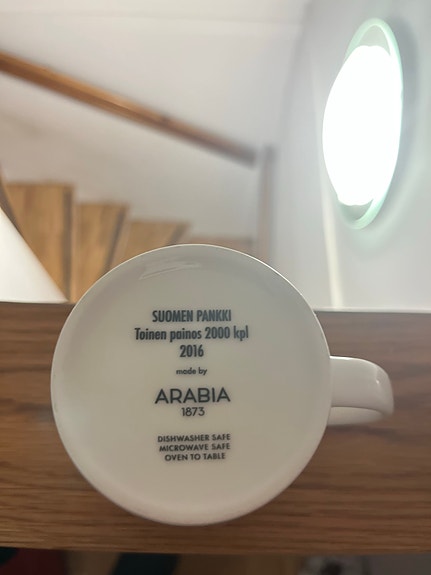 SUOMEN PANKKI
Toinen painos 2000 kpl
2016
made by
ARABIA
1873
DISHWASHER SAFE
MICROWAVE SAFE
OVEN TO TABLE